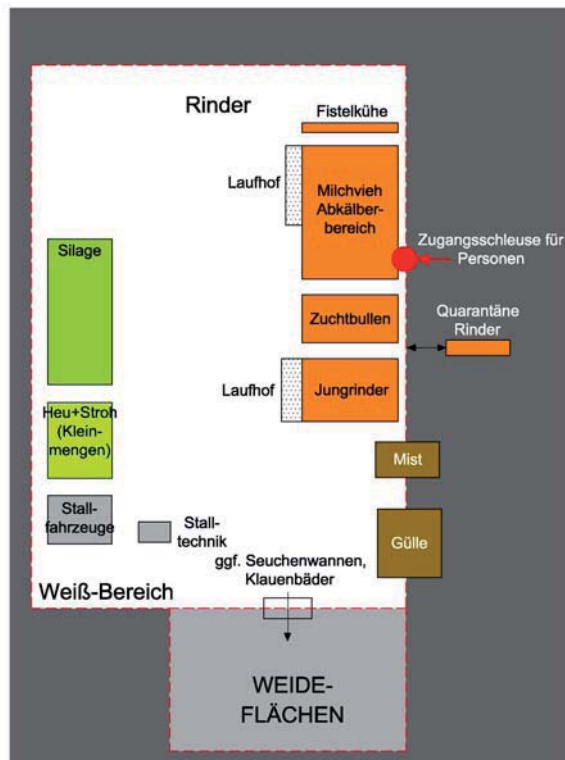 Rinder
Fistelkühe
Laufhof
Milchvieh
Abkälber-
bereich
Zugangsschleuse für
Personen
Silage
Zuchtbullen
Quarantäne
Rinder
Laufhof
Jungrinder
Heu+Stroh
(Klein-
mengen)
Mist
Stall-
fahrzeuge
Stall-
technik
Gülle
ggf. Seuchenwannen,
Klauenbäder
Weiß-Bereich
WEIDE-
FLÄCHEN